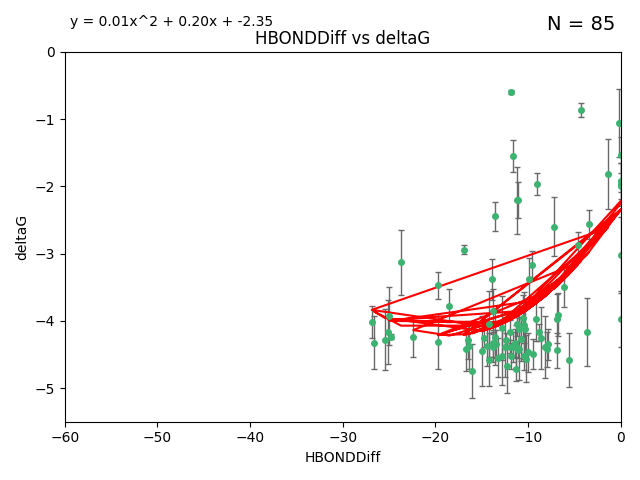 y = 0.01x^2 + 0.20x + -2.35
N = 85
HBONDDiff vs deltaG
0
−1
−2
−3
−4
−5
deltaG
−60 −50 −40 −30 −20 −10 0
HBONDDiff